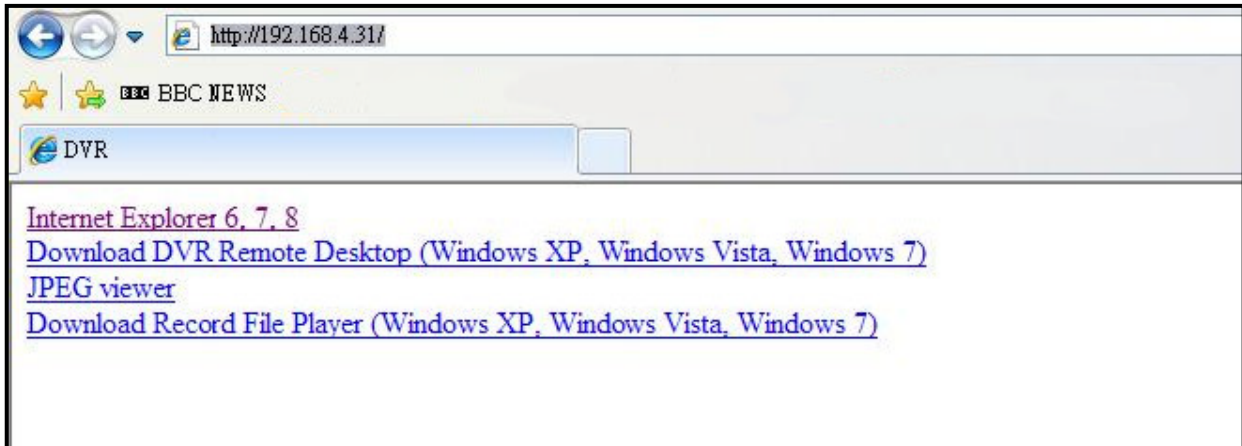 http://192.168.4.31/
BBC BBC NEWS
DVR
Internet Explorer 6, 7, 8
Download DVR Remote Desktop (Windows XP, Windows Vista, Windows 7)
JPEG viewer
Download Record File Player (Windows XP, Windows Vista, Windows 7)